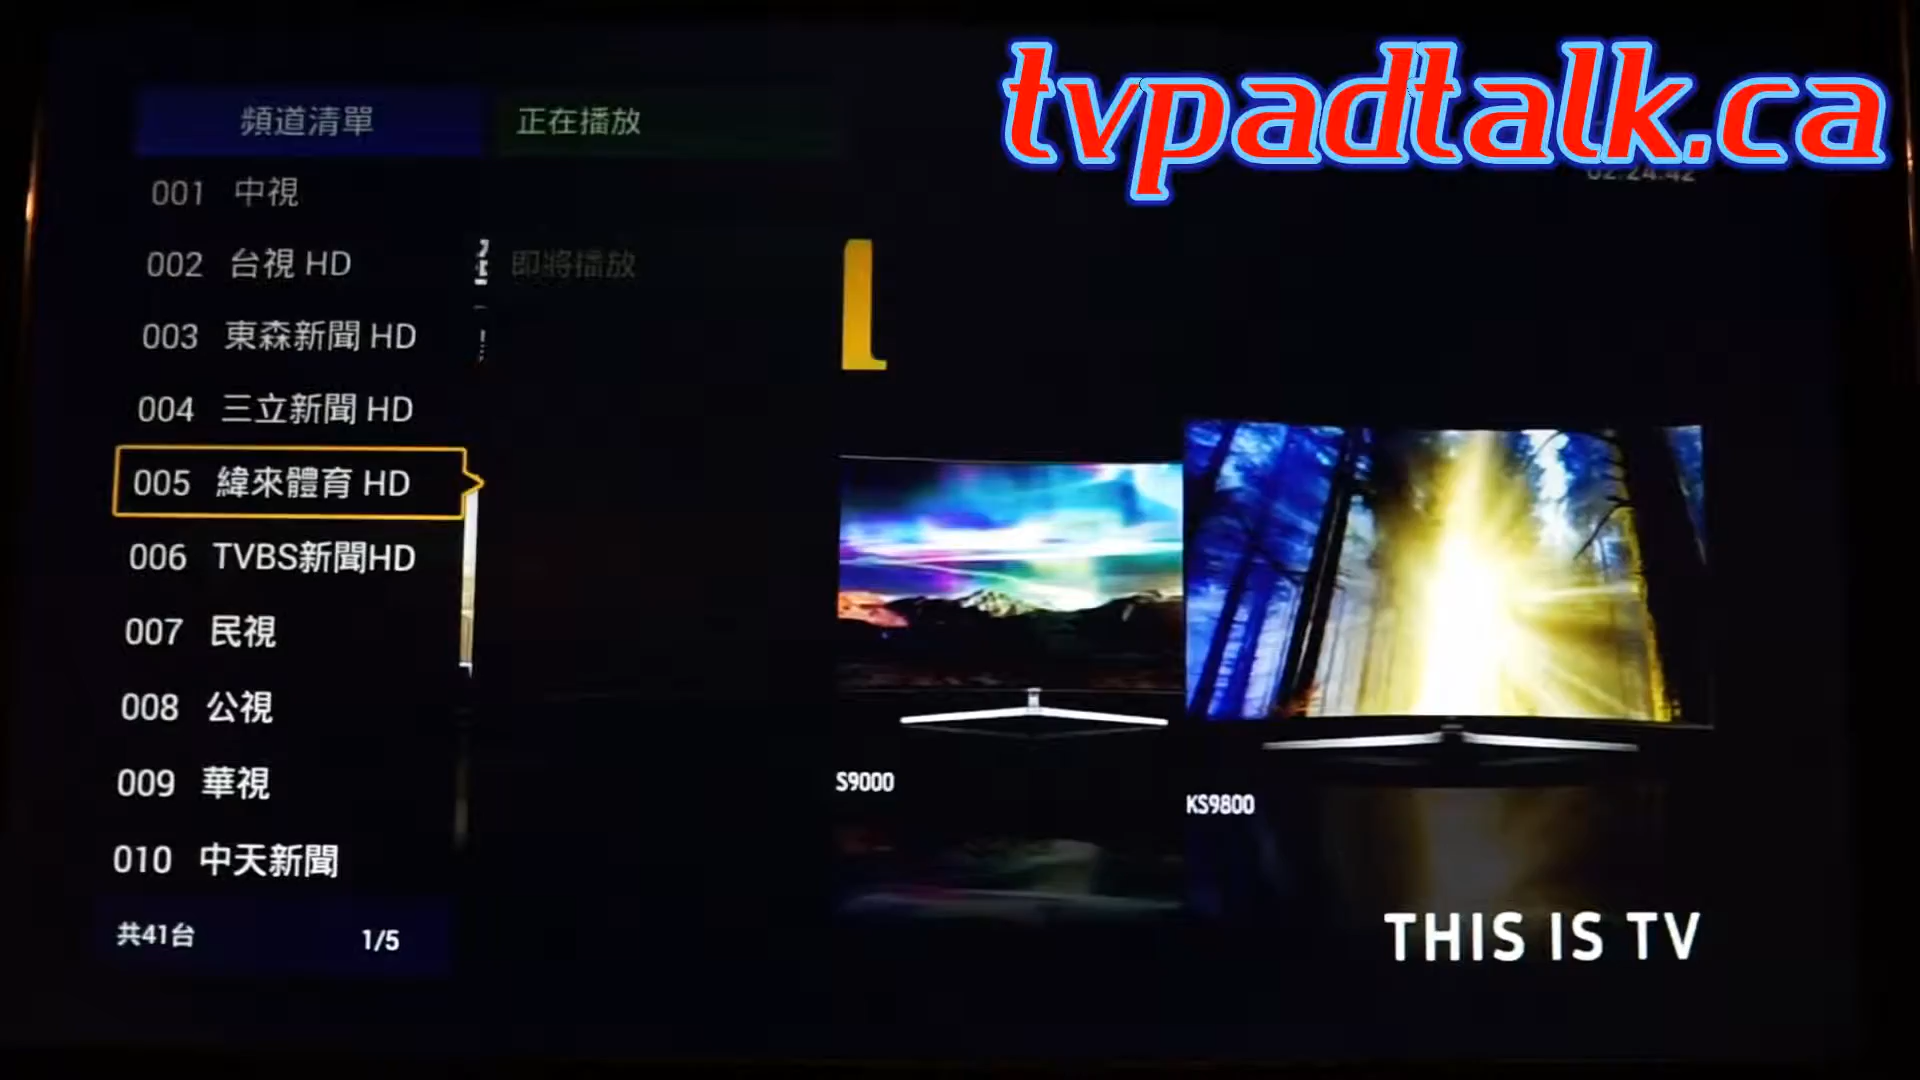 tvpadtalk.ca
頻道清單
正在播放
02:24:42
001 中視
002 台視 HD
即將播放
003 東森新聞 HD
004 三立新聞 HD
005 緯來體育 HD
006 TVBS新聞HD
007 民視
008 公視
009 華視
010 中天新聞
共41台 1/5
S9000
KS9800
THIS IS TV